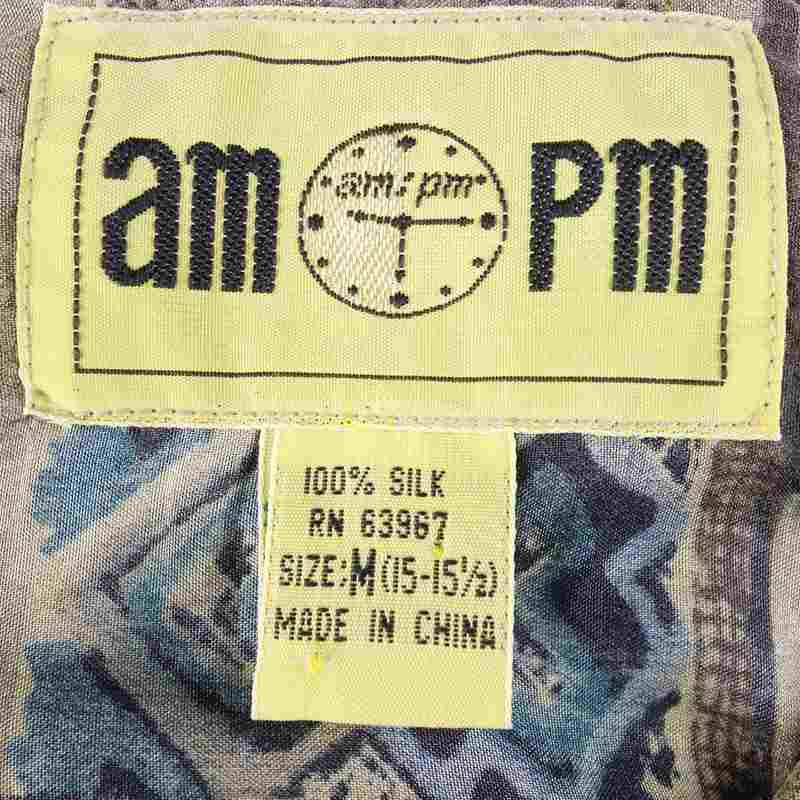 am PM
am:pm
100% SILK
RN 63967
SIZE: M (15-15½)
MADE IN CHINA